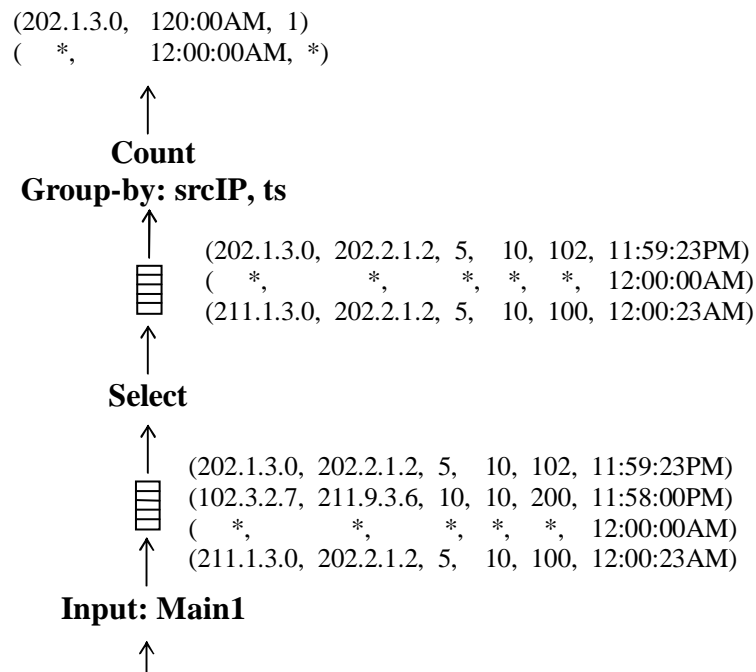 (202.1.3.0, 120:00AM, 1)
( *, 12:00:00AM, *)
Count
Group-by: srcIP, ts
(202.1.3.0, 202.2.1.2, 5, 10, 102, 11:59:23PM)
( *, *, *, *, *, 12:00:00AM)
(211.1.3.0, 202.2.1.2, 5, 10, 100, 12:00:23AM)
Select
(202.1.3.0, 202.2.1.2, 5, 10, 102, 11:59:23PM)
(102.3.2.7, 211.9.3.6, 10, 10, 200, 11:58:00PM)
( *, *, *, *, *, 12:00:00AM)
(211.1.3.0, 202.2.1.2, 5, 10, 100, 12:00:23AM)
Input: Main1